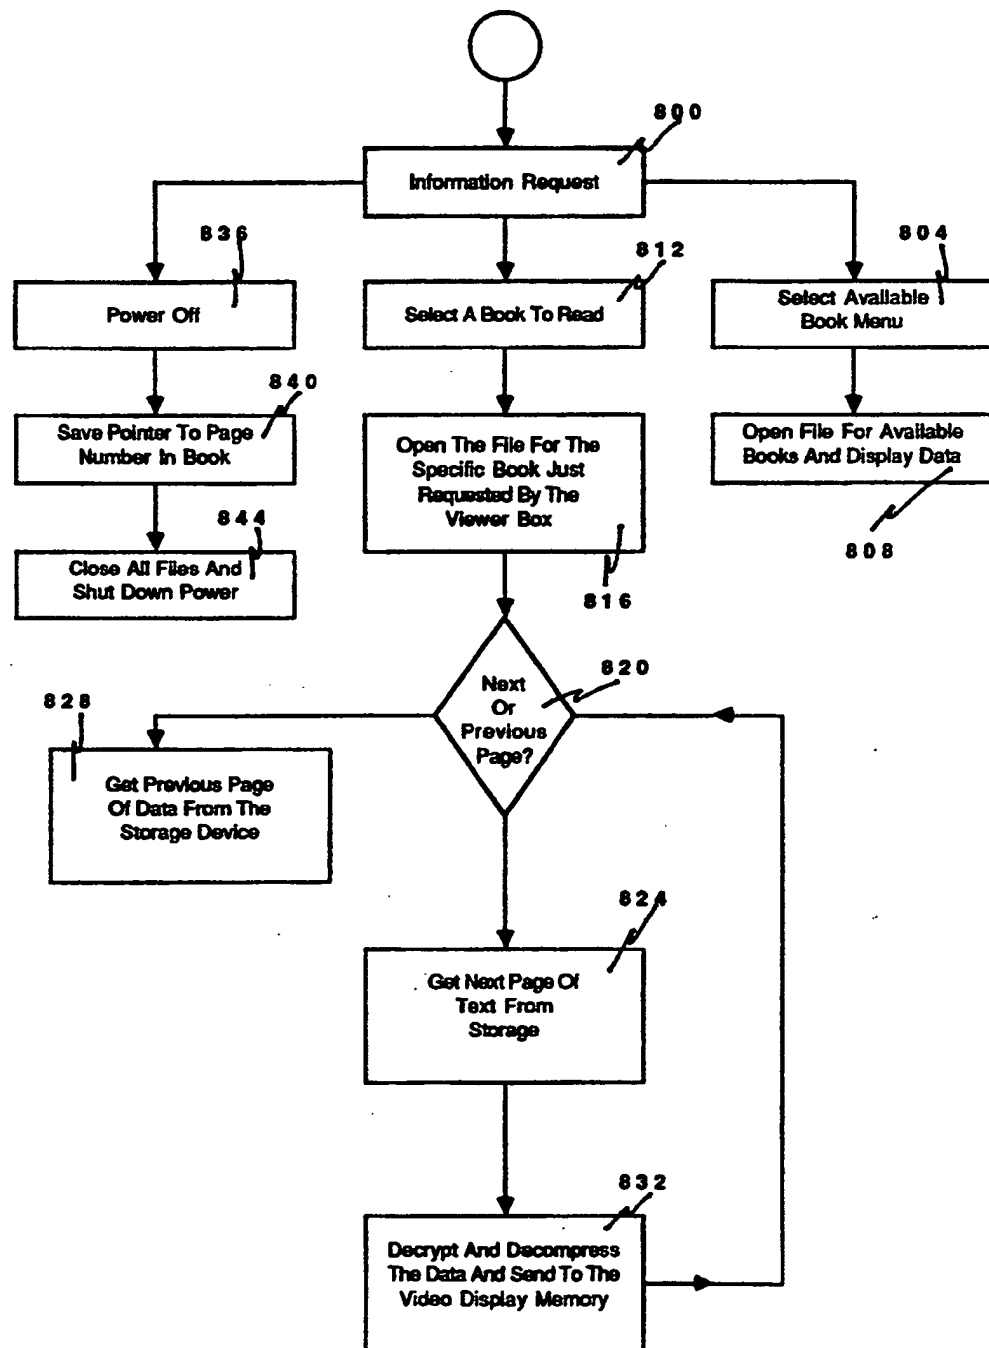 800
Information Request
836
Power Off
812
Select A Book To Read
804
Select Available
Book Menu
840
Save Pointer To Page
Number In Book
Open The File For The
Specific Book Just
Requested By The
Viewer Box
816
Open File For Available
Books And Display Data
808
844
Close All Files And
Shut Down Power
820
Next
Or
Previous
Page?
828
Get Previous Page
Of Data From The
Storage Device
824
Get Next Page Of
Text From
Storage
832
Decrypt And Decompress
The Data And Send To The
Video Display Memory